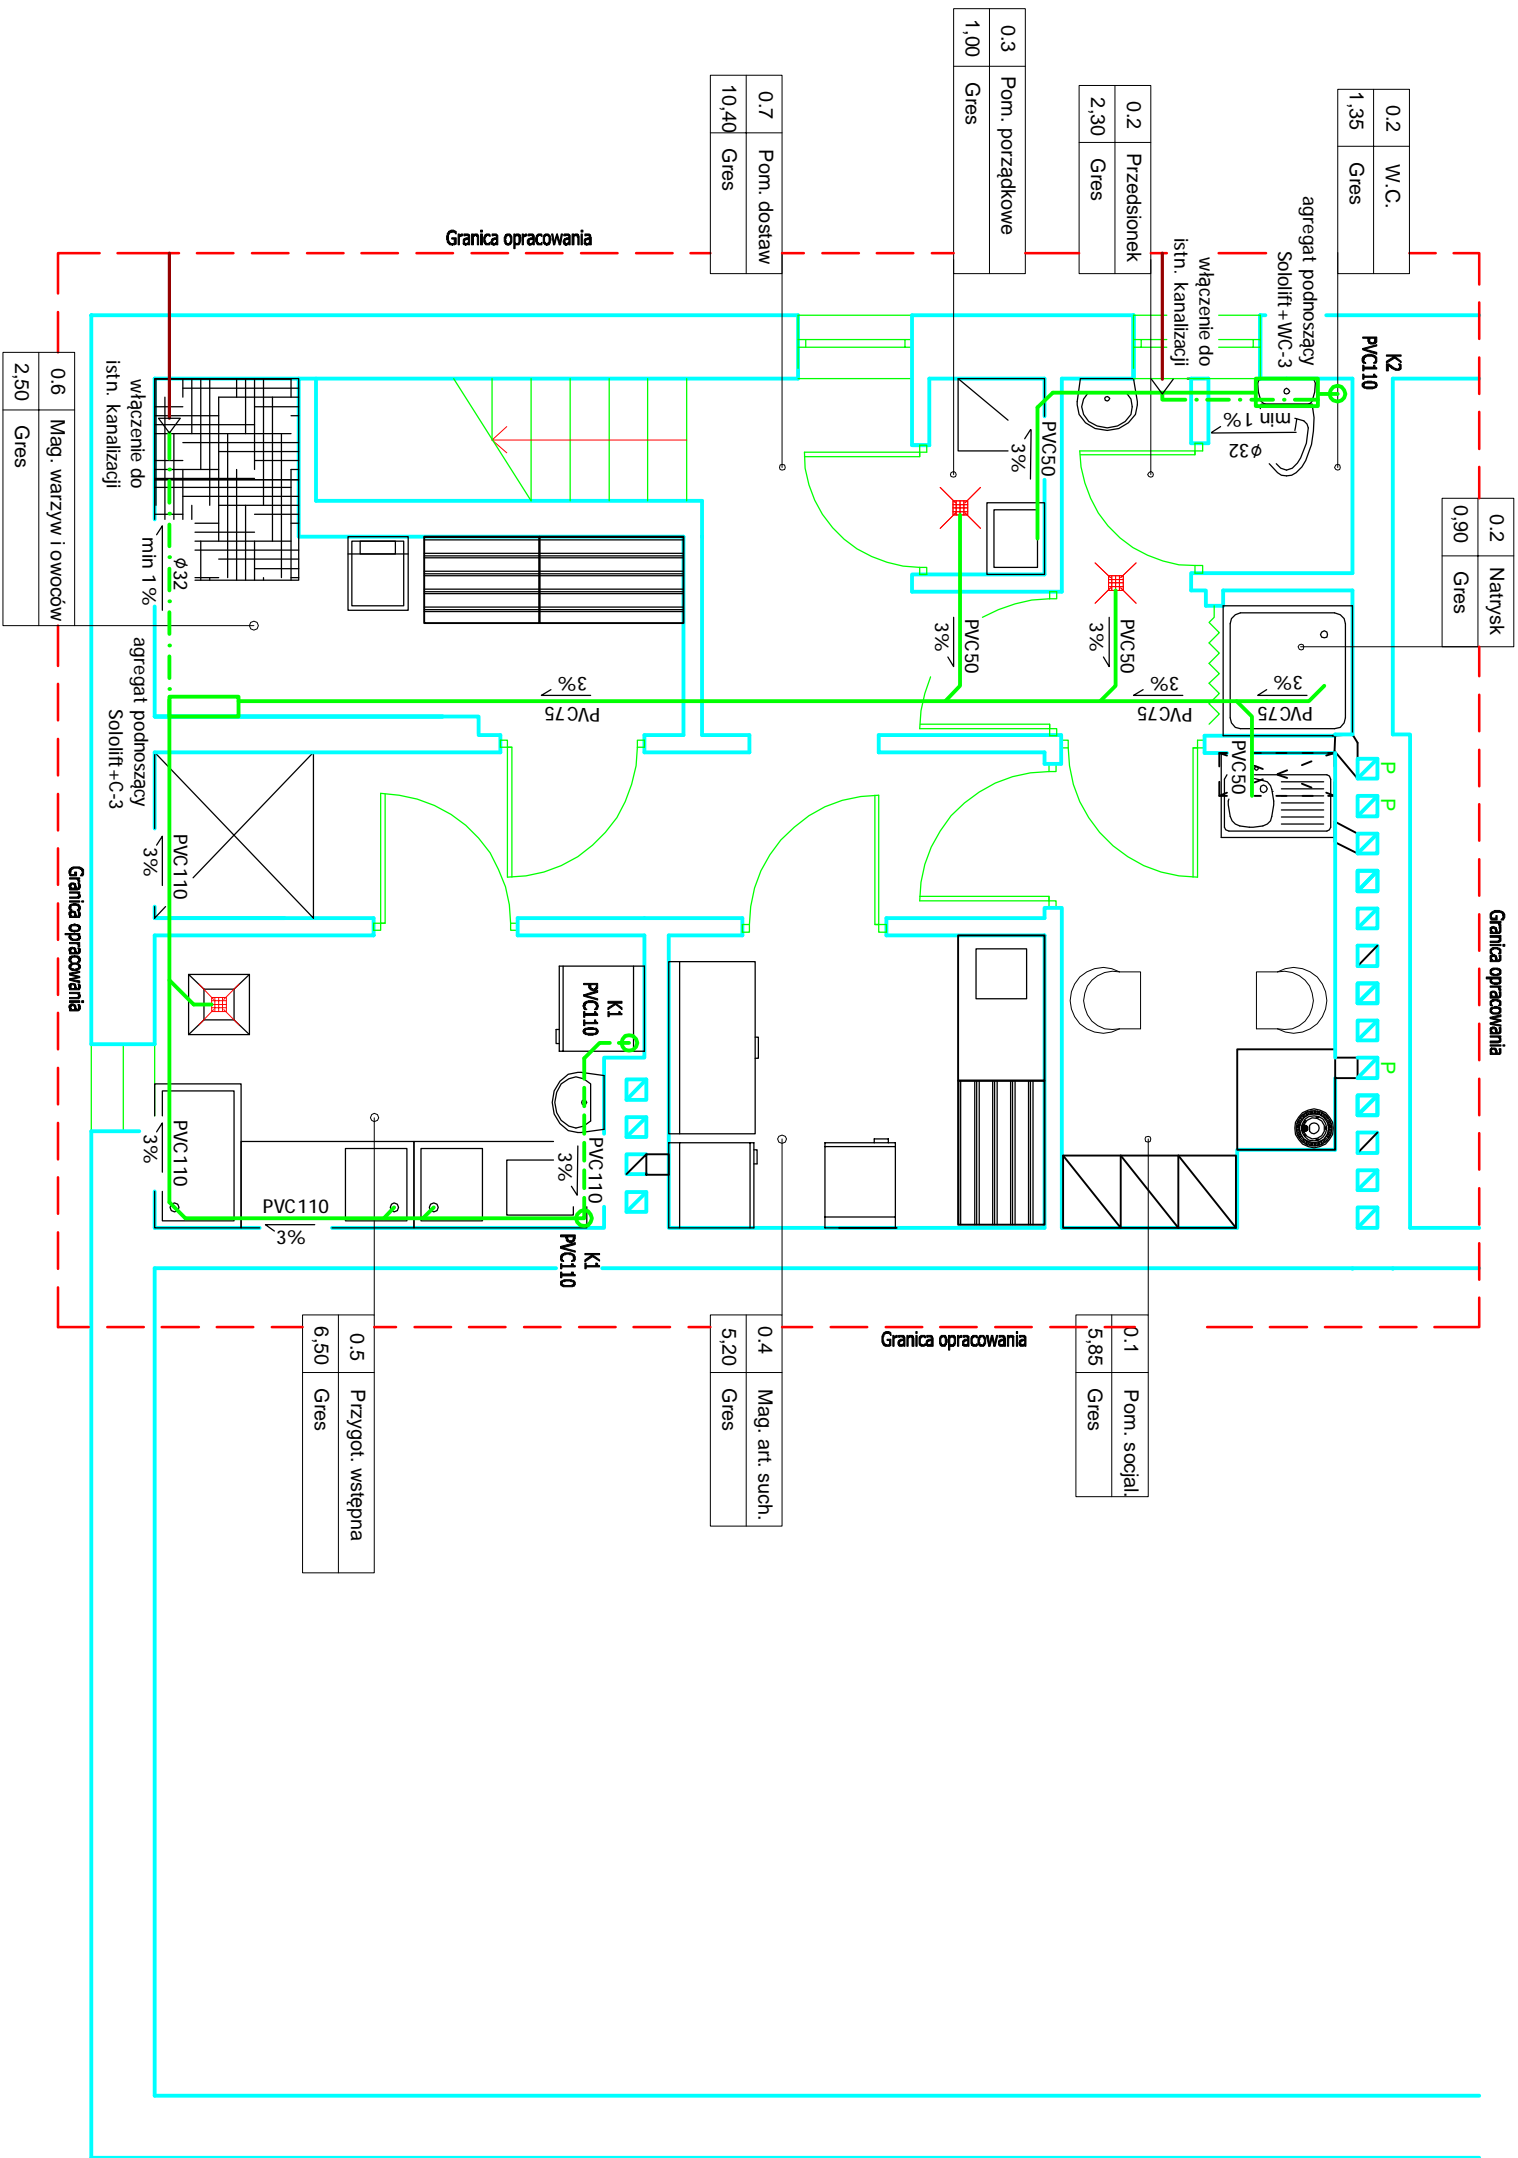 0.2 W.C.
1,35 Gres
agregat podnoszący
Sololift+WC-3
K2
PVC110
0.2 Natrysk
0,90 Gres
włączenie do
istn. kanalizacji
0.2 Przedsionek
2,30 Gres
0.3 Pom. porządkowe
1,00 Gres
0.7 Pom. dostaw
10,40 Gres
Granica opracowania
min 1%
ϕ32
PVC50
3%
PVC50
3%
PVC50
3%
PVC75
3%
PVC75
3%
PVC75
3%
PVC50
P
P
P
Granica opracowania
włączenie do
istn. kanalizacji
0.6 Mag. warzyw i owoców
2,50 Gres
ϕ32
min 1%
agregat podnoszący
Sololift+C-3
PVC110
3%
Granica opracowania
K1
PVC110
PVC110
3%
PVC110
3%
PVC110
3%
K1
PVC110
0.1 Pom. socjal.
5,85 Gres
Granica opracowania
0.4 Mag. art. such.
5,20 Gres
0.5 Przygot. wstępna
6,50 Gres